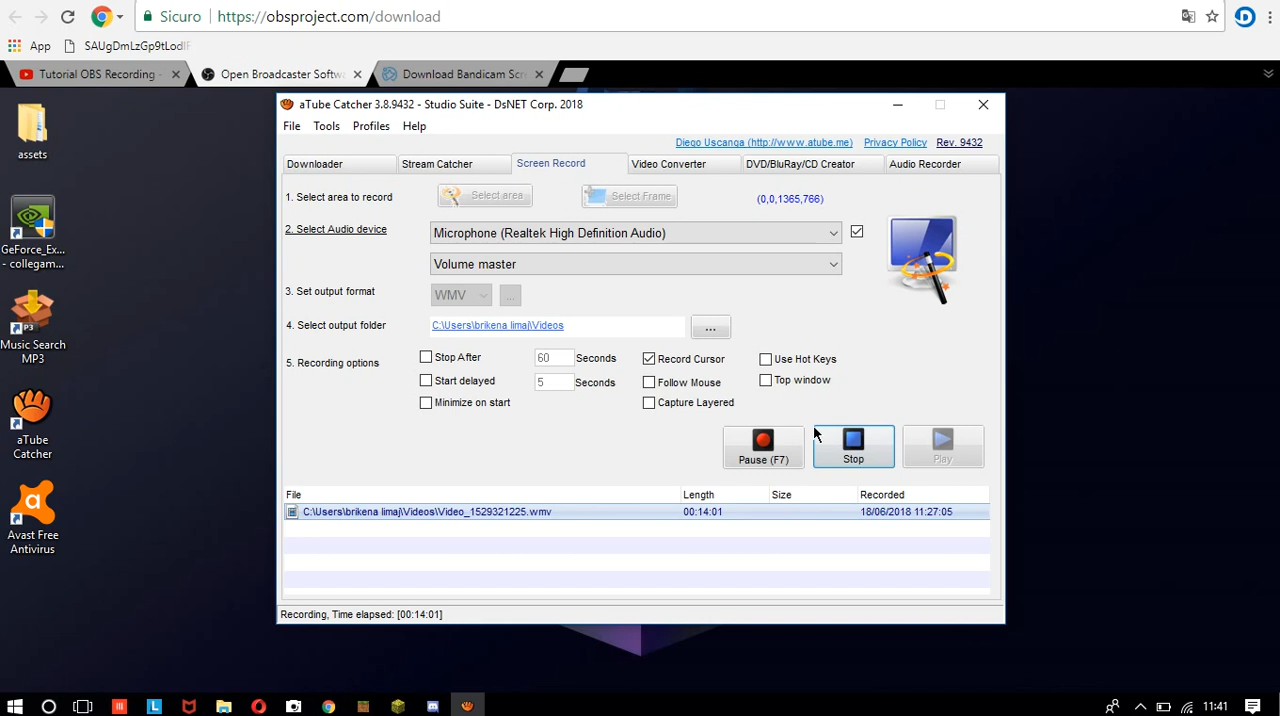 Sicuro https://obsproject.com/download
App SAUgDmLzGp9tLodIF
Tutorial OBS Recording - Open Broadcaster Softw Download Bandicam Scr
assets
GeForce_Ex...
- collegam...
Music Search
MP3
aTube
Catcher
Avast Free
Antivirus
aTube Catcher 3.8.9432 - Studio Suite - DsNET Corp. 2018
File Tools Profiles Help
Diego Uscanga (http://www.atube.me) Privacy Policy Rev. 9432
Downloader Stream Catcher Screen Record Video Converter DVD/BluRay/CD Creator Audio Recorder
1. Select area to record Select area Select Frame (0,0,1365,766)
2. Select Audio device Microphone (Realtek High Definition Audio)
Volume master
3. Set output format WMV ...
4. Select output folder C:\Users\brikena limaj\Videos ...
5. Recording options Stop After 60 Seconds Record Cursor Use Hot Keys
Start delayed 5 Seconds Follow Mouse Top window
Minimize on start Capture Layered
Pause (F7) Stop Play
File Length Size Recorded
C:\Users\brikena limaj\Videos\Video_1529321225.wmv 00:14:01 18/06/2018 11:27:05
Recording, Time elapsed: [00:14:01]
11:41